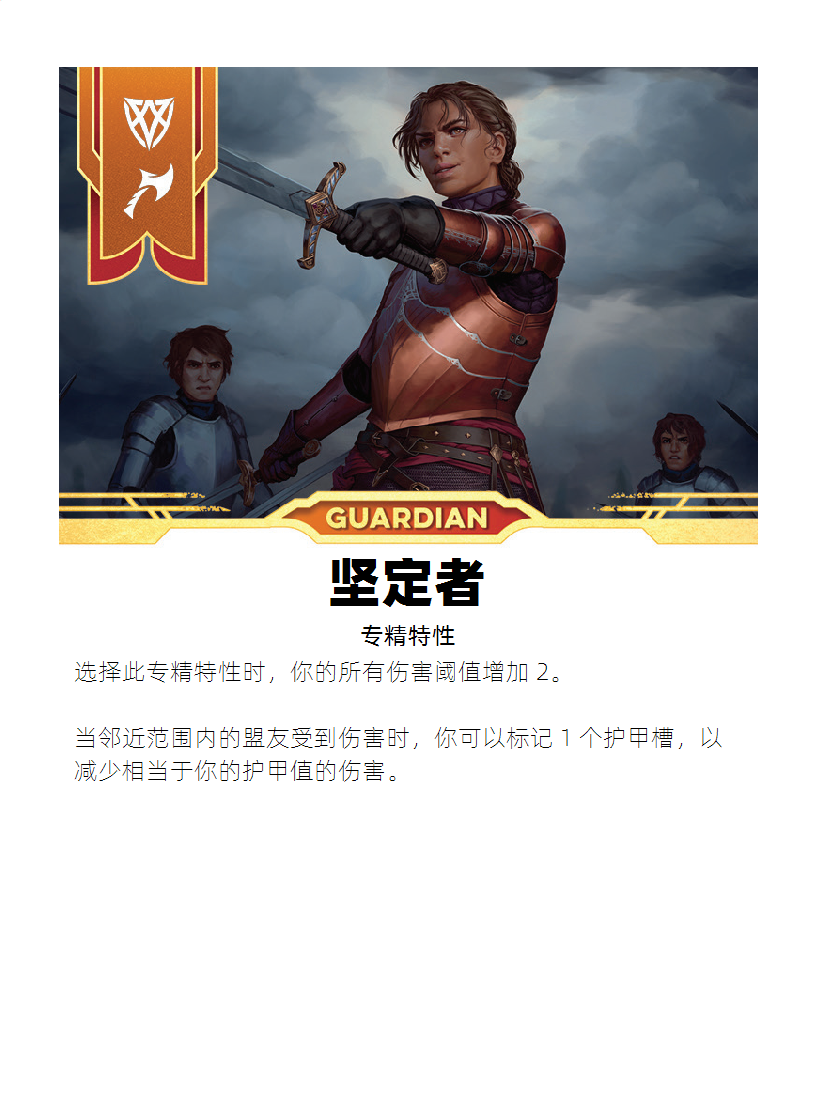 GUARDIAN
坚定者
专精特性
选择此专精特性时，你的所有伤害阈值增加 2。
当邻近范围内的盟友受到伤害时，你可以标记 1 个护甲槽，以
减少相当于你的护甲值的伤害。